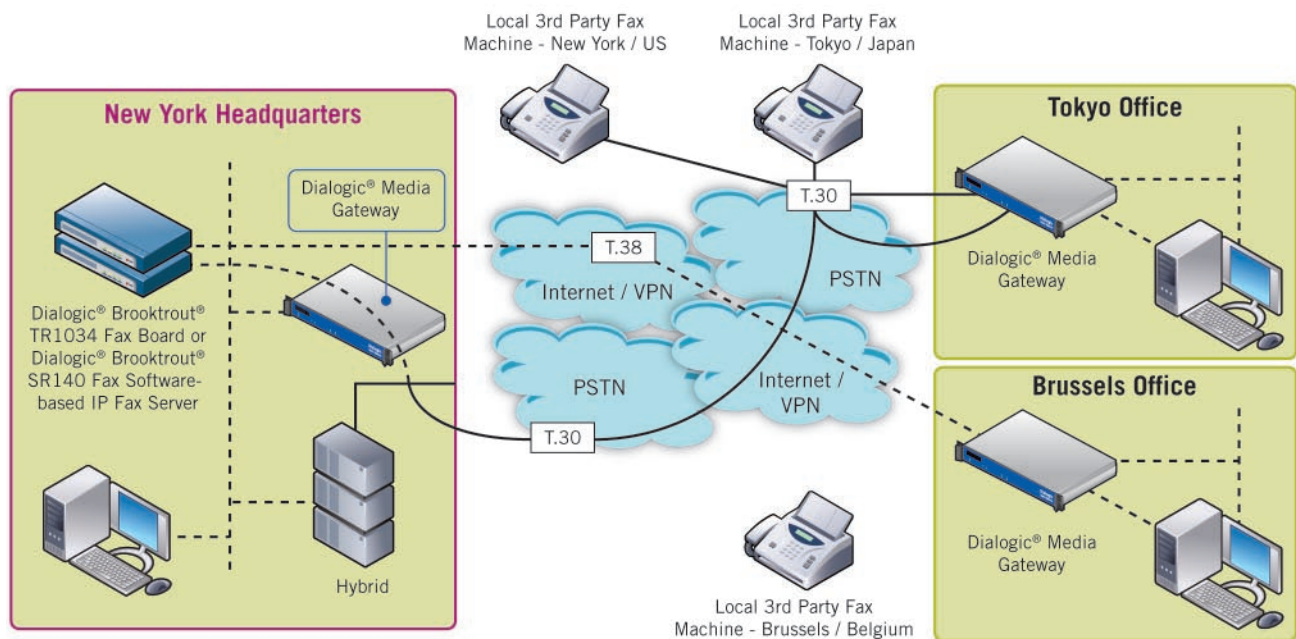 Local 3rd Party Fax
Machine - New York / US
Local 3rd Party Fax
Machine - Tokyo / Japan
New York Headquarters
Dialogic® Media
Gateway
Dialogic® Brooktrout®
TR1034 Fax Board or
Dialogic® Brooktrout®
SR140 Fax Software-
based IP Fax Server
Hybrid
T.38
Internet / VPN
T.30
PSTN
PSTN
Internet /
VPN
T.30
Tokyo Office
Dialogic® Media
Gateway
Brussels Office
Dialogic® Media
Gateway
Local 3rd Party Fax
Machine - Brussels / Belgium